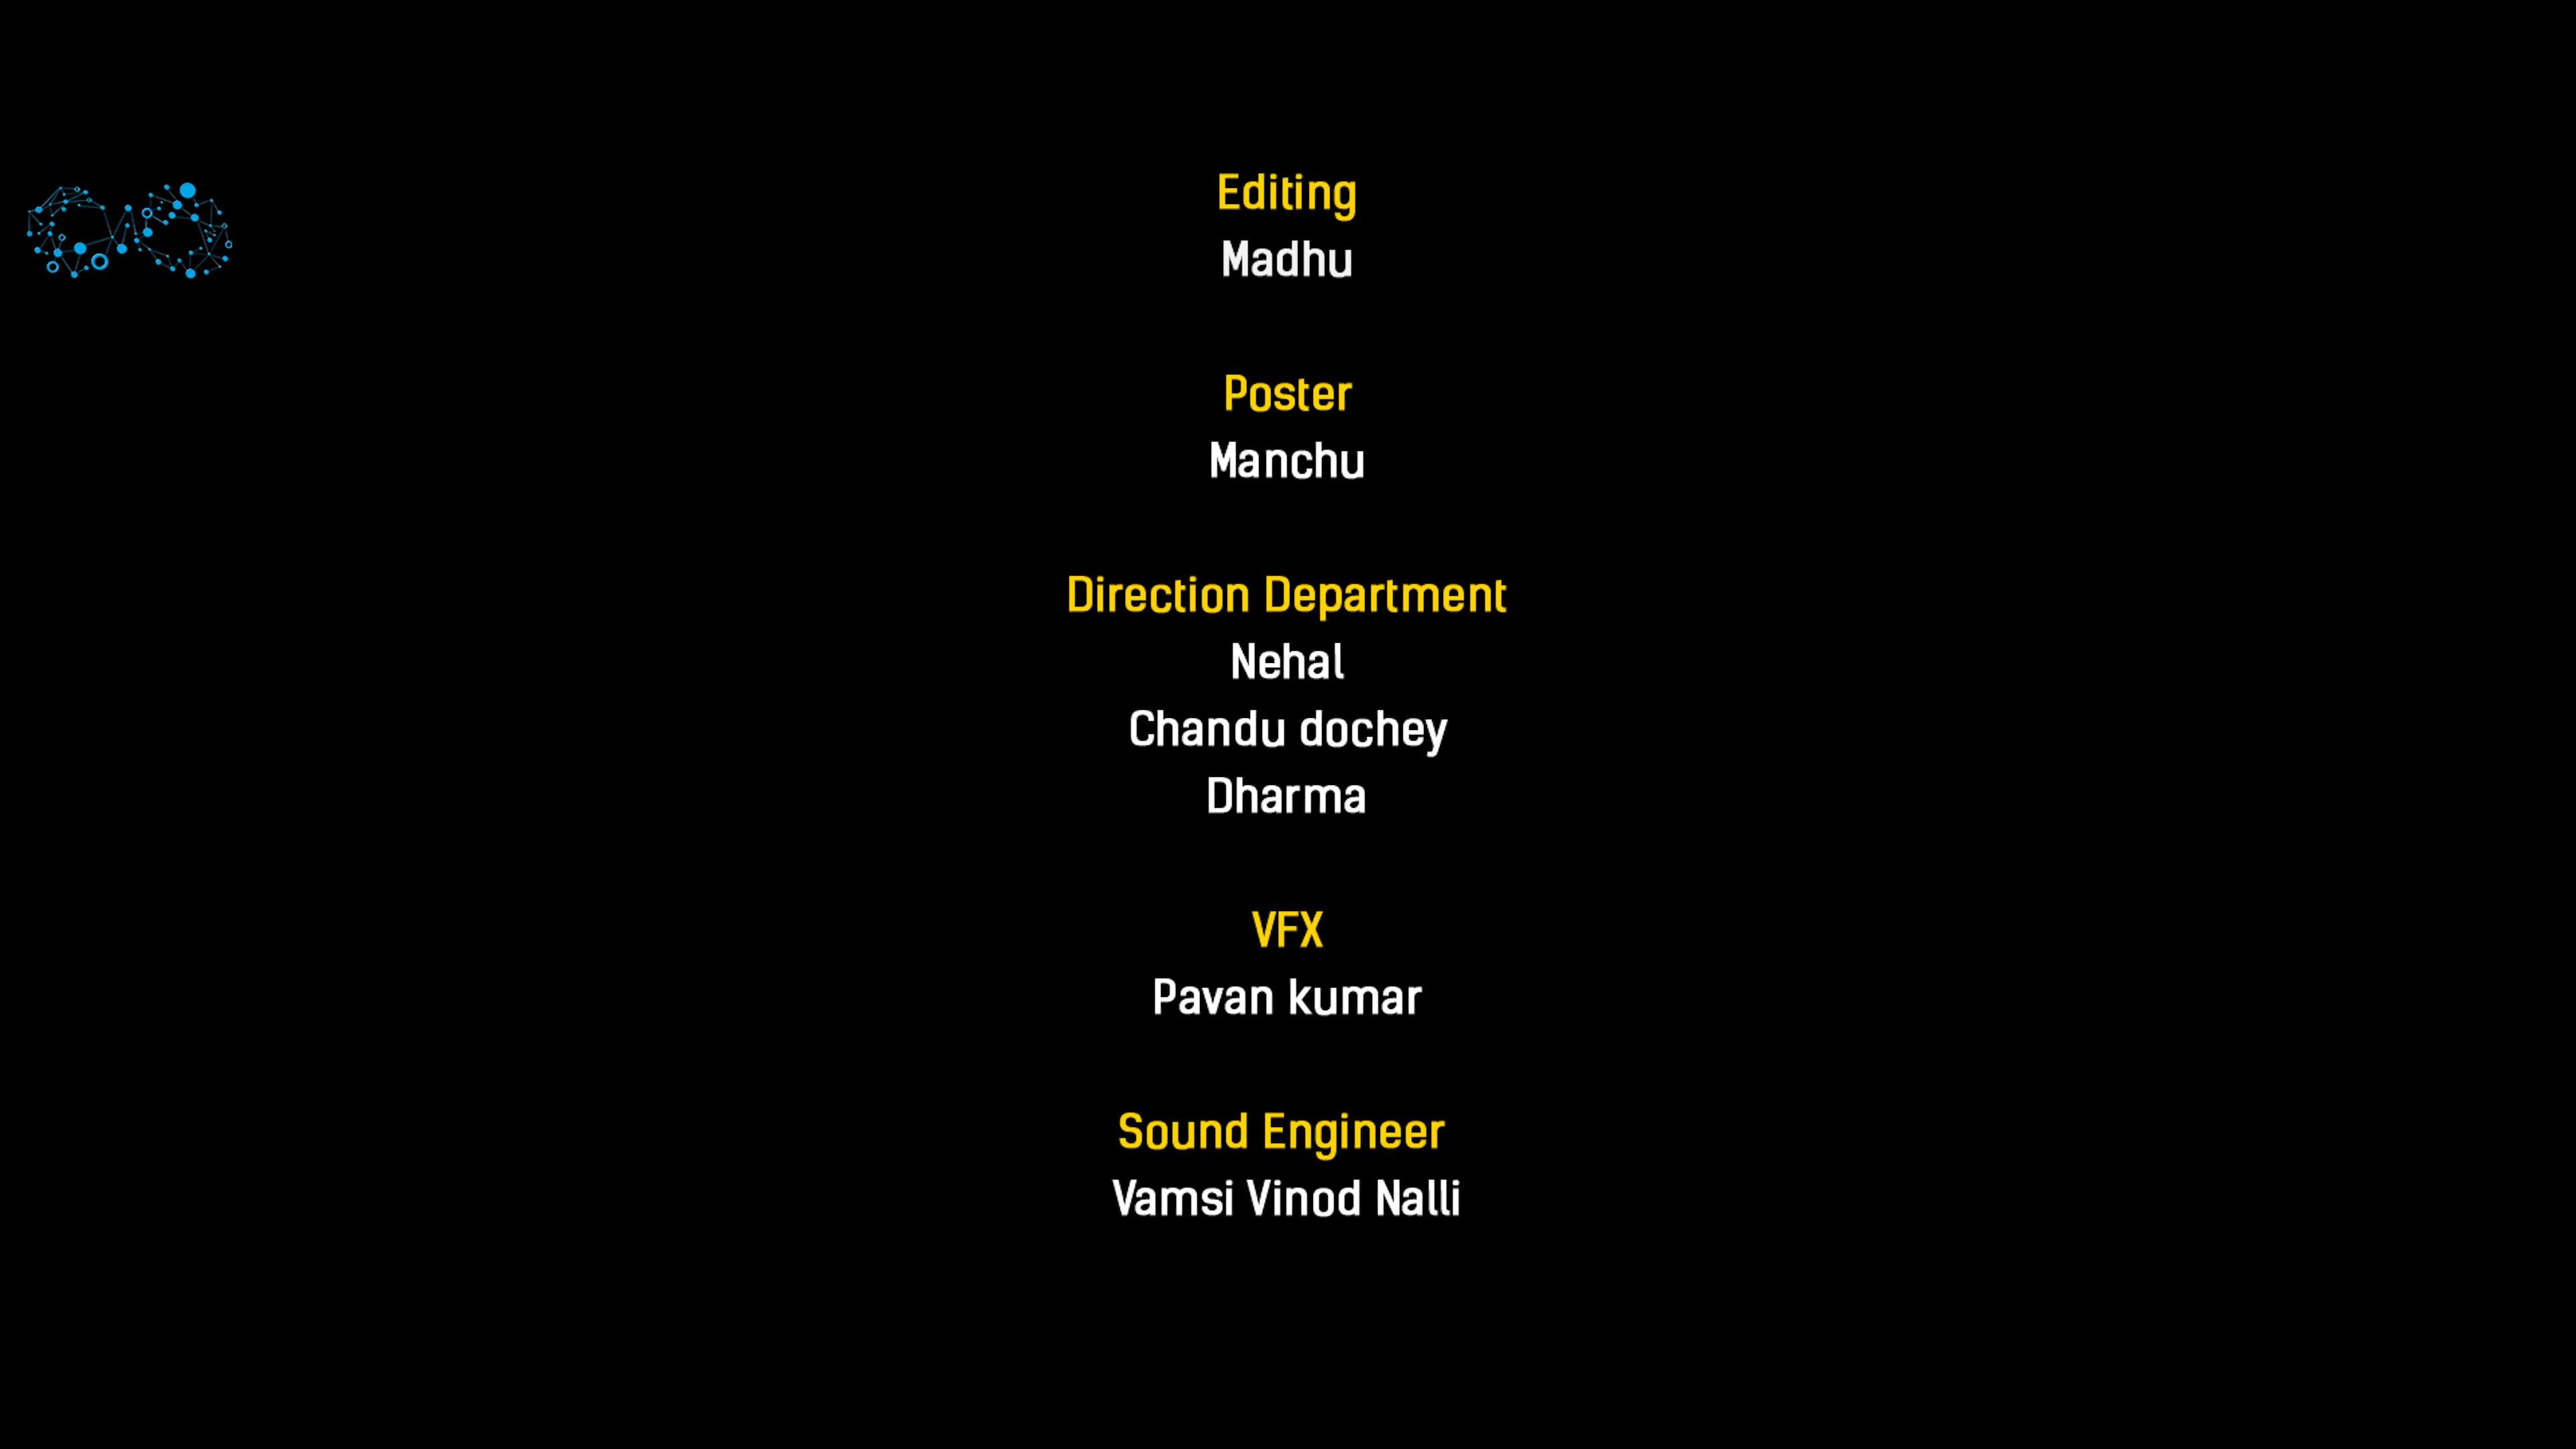 Editing
Madhu
Poster
Manchu
Direction Department
Nehal
Chandu dochey
Dharma
VFX
Pavan kumar
Sound Engineer
Vamsi Vinod Nalli